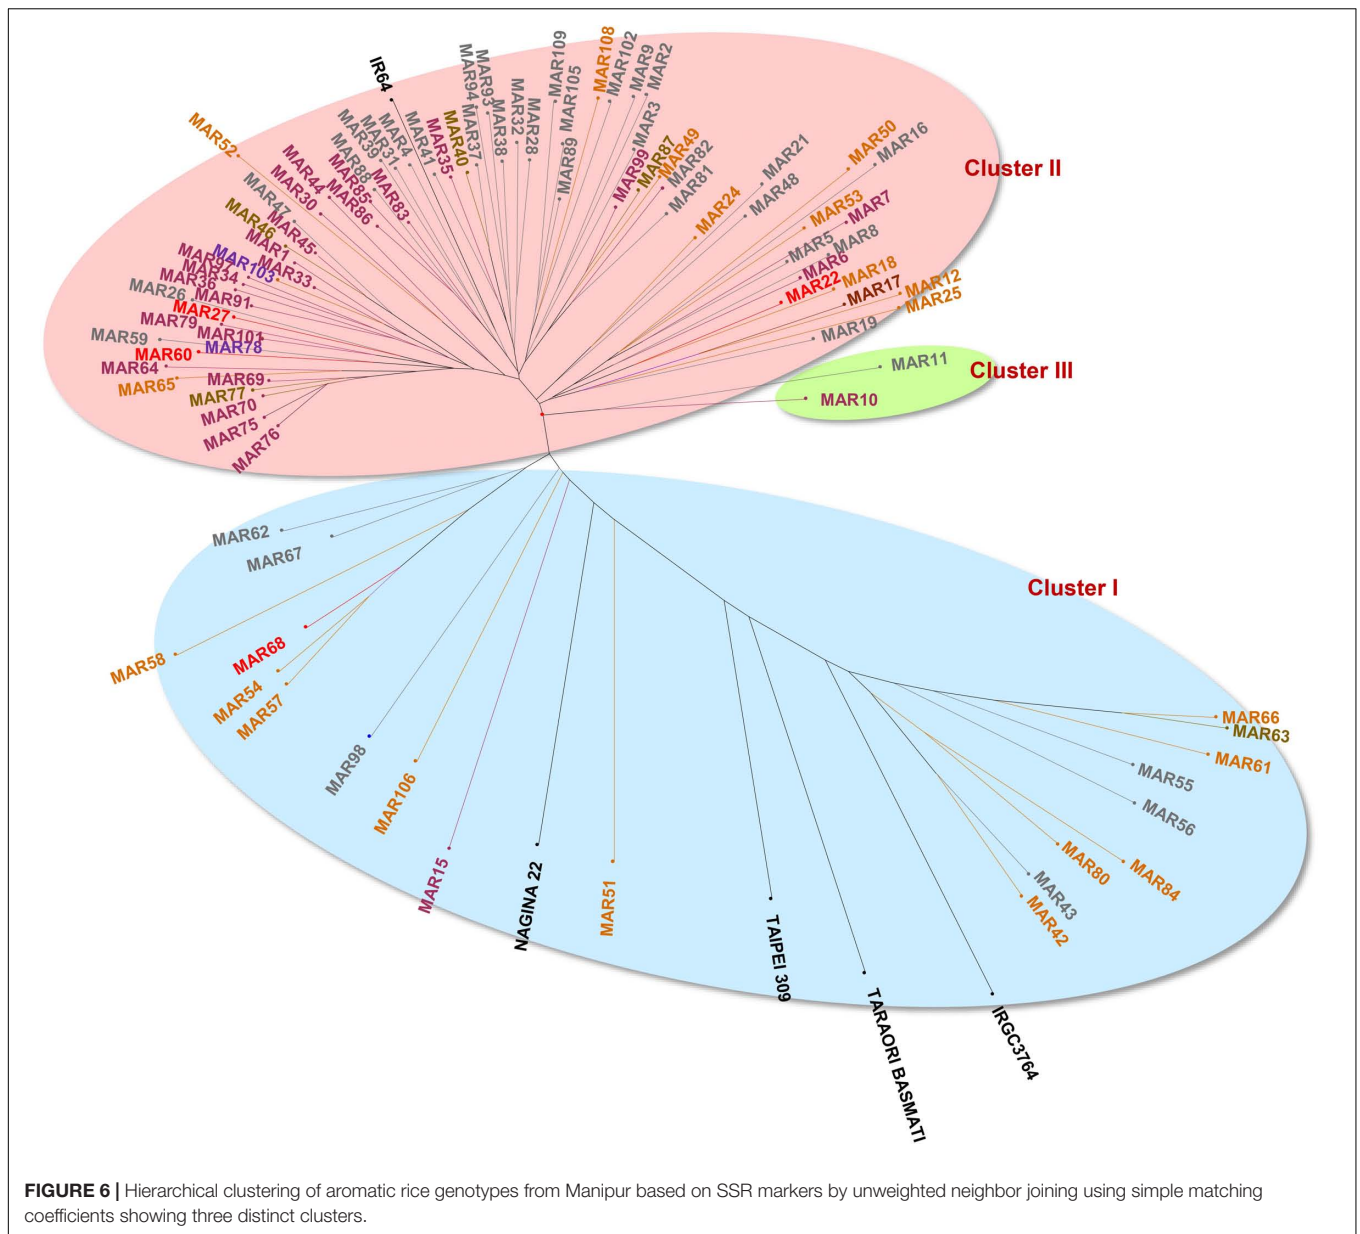 IR64
MAR94
MAR93
MAR109
MAR108
MAR102
MAR9
MAR2
MAR52
MAR39
MAR31
MAR4
MAR41
MAR35
MAR40
MAR37
MAR38
MAR32
MAR28
MAR89
MAR105
MAR3
MAR99
MAR87
MAR49
MAR82
MAR81
MAR21
MAR48
MAR24
MAR50
MAR16
Cluster II
MAR44
MAR30
MAR88
MAR85
MAR86
MAR83
MAR47
MAR46
MAR45
MAR1
MAR33
MAR103
MAR97
MAR34
MAR36
MAR26
MAR91
MAR27
MAR79
MAR101
MAR59
MAR78
MAR60
MAR64
MAR65
MAR69
MAR77
MAR70
MAR75
MAR76
MAR53
MAR7
MAR5
MAR8
MAR6
MAR22
MAR18
MAR17
MAR12
MAR25
MAR19
MAR11
Cluster III
MAR10
MAR62
MAR67
Cluster I
MAR58
MAR68
MAR54
MAR57
MAR98
MAR106
MAR15
NAGINA 22
MAR51
TAIPEI 309
TARAORI BASMATI
IRGC3764
MAR66
MAR63
MAR61
MAR55
MAR56
MAR80
MAR84
MAR43
MAR42
FIGURE 6 | Hierarchical clustering of aromatic rice genotypes from Manipur based on SSR markers by unweighted neighbor joining using simple matching
coefficients showing three distinct clusters.